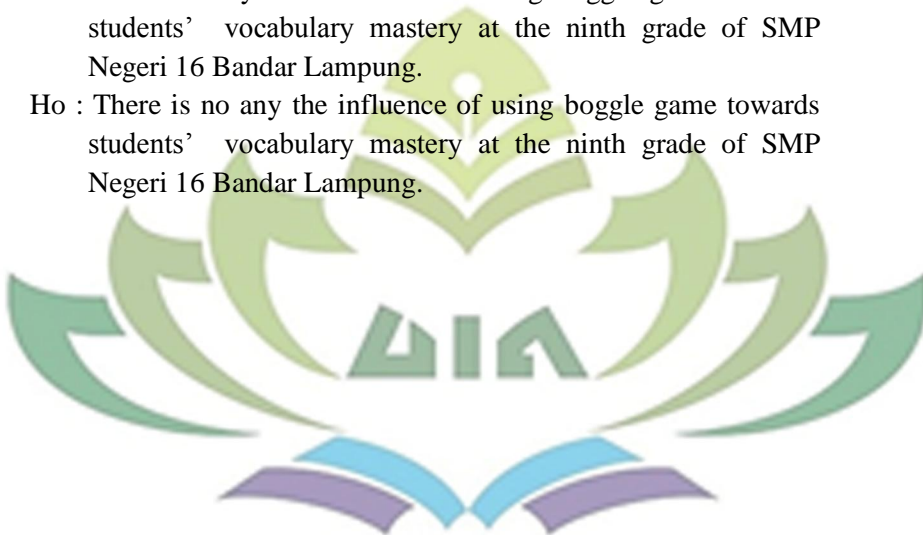 students’ vocabulary mastery at the ninth grade of SMP
Negeri 16 Bandar Lampung.
Ho : There is no any the influence of using boggle game towards
students’ vocabulary mastery at the ninth grade of SMP
Negeri 16 Bandar Lampung.
UIN